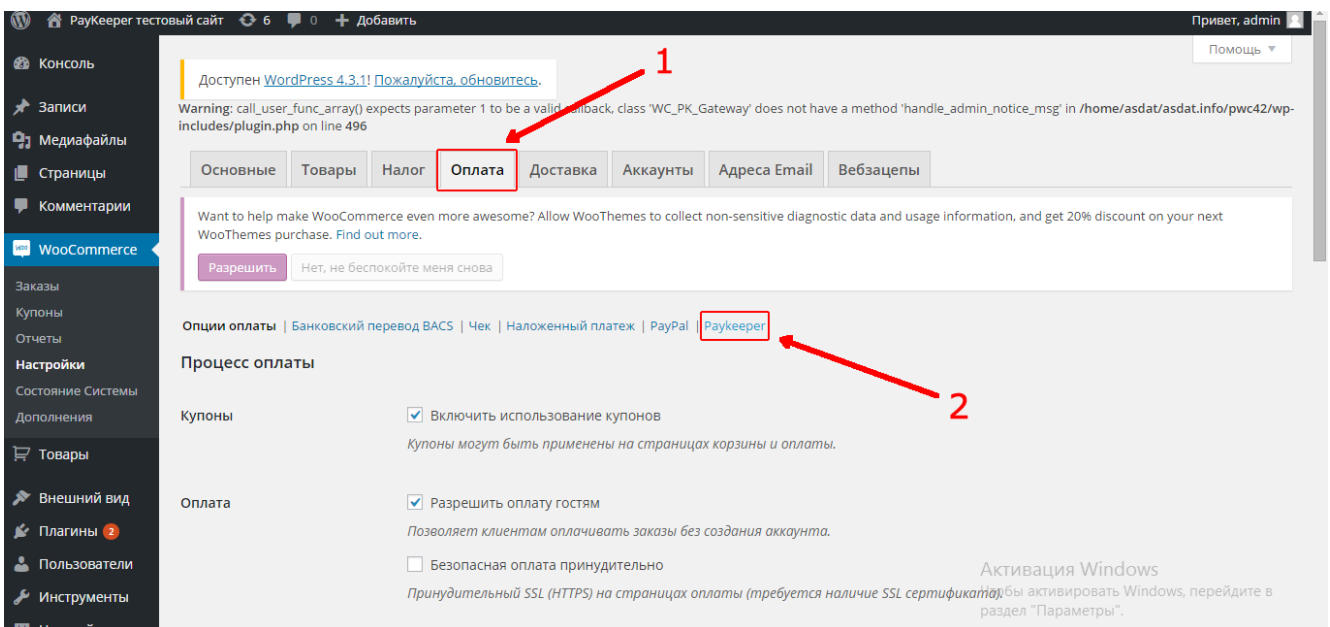 PayKeeper тестовый сайт 6 0 + Добавить Привет, admin
Помощь
Консоль
Записи
Медиафайлы
Страницы
Комментарии
WooCommerce
Заказы
Купоны
Отчеты
Настройки
Состояние Системы
Дополнения
Товары
Внешний вид
Плагины 2
Пользователи
Инструменты
Доступен WordPress 4.3.1! Пожалуйста, обновитесь.
1
Warning: call_user_func_array() expects parameter 1 to be a valid callback, class 'WC_PK_Gateway' does not have a method 'handle_admin_notice_msg' in /home/asdat/asdat.info/pwc42/wp-
includes/plugin.php on line 496
Основные Товары Налог Оплата Доставка Аккаунты Адреса Email Вебзацепы
Want to help make WooCommerce even more awesome? Allow WooThemes to collect non-sensitive diagnostic data and usage information, and get 20% discount on your next
WooThemes purchase. Find out more.
Разрешить Нет, не беспокойте меня снова
Опции оплаты | Банковский перевод BACS | Чек | Наложенный платеж | PayPal | Paykeeper
2
Процесс оплаты
Купоны Включить использование купонов
Купоны могут быть применены на страницах корзины и оплаты.
Оплата Разрешить оплату гостям
Позволяет клиентам оплачивать заказы без создания аккаунта.
Безопасная оплата принудительно
Принудительный SSL (HTTPS) на страницах оплаты (требуется наличие SSL сертификата).
Активация Windows
Чтобы активировать Windows, перейдите в
раздел "Параметры".